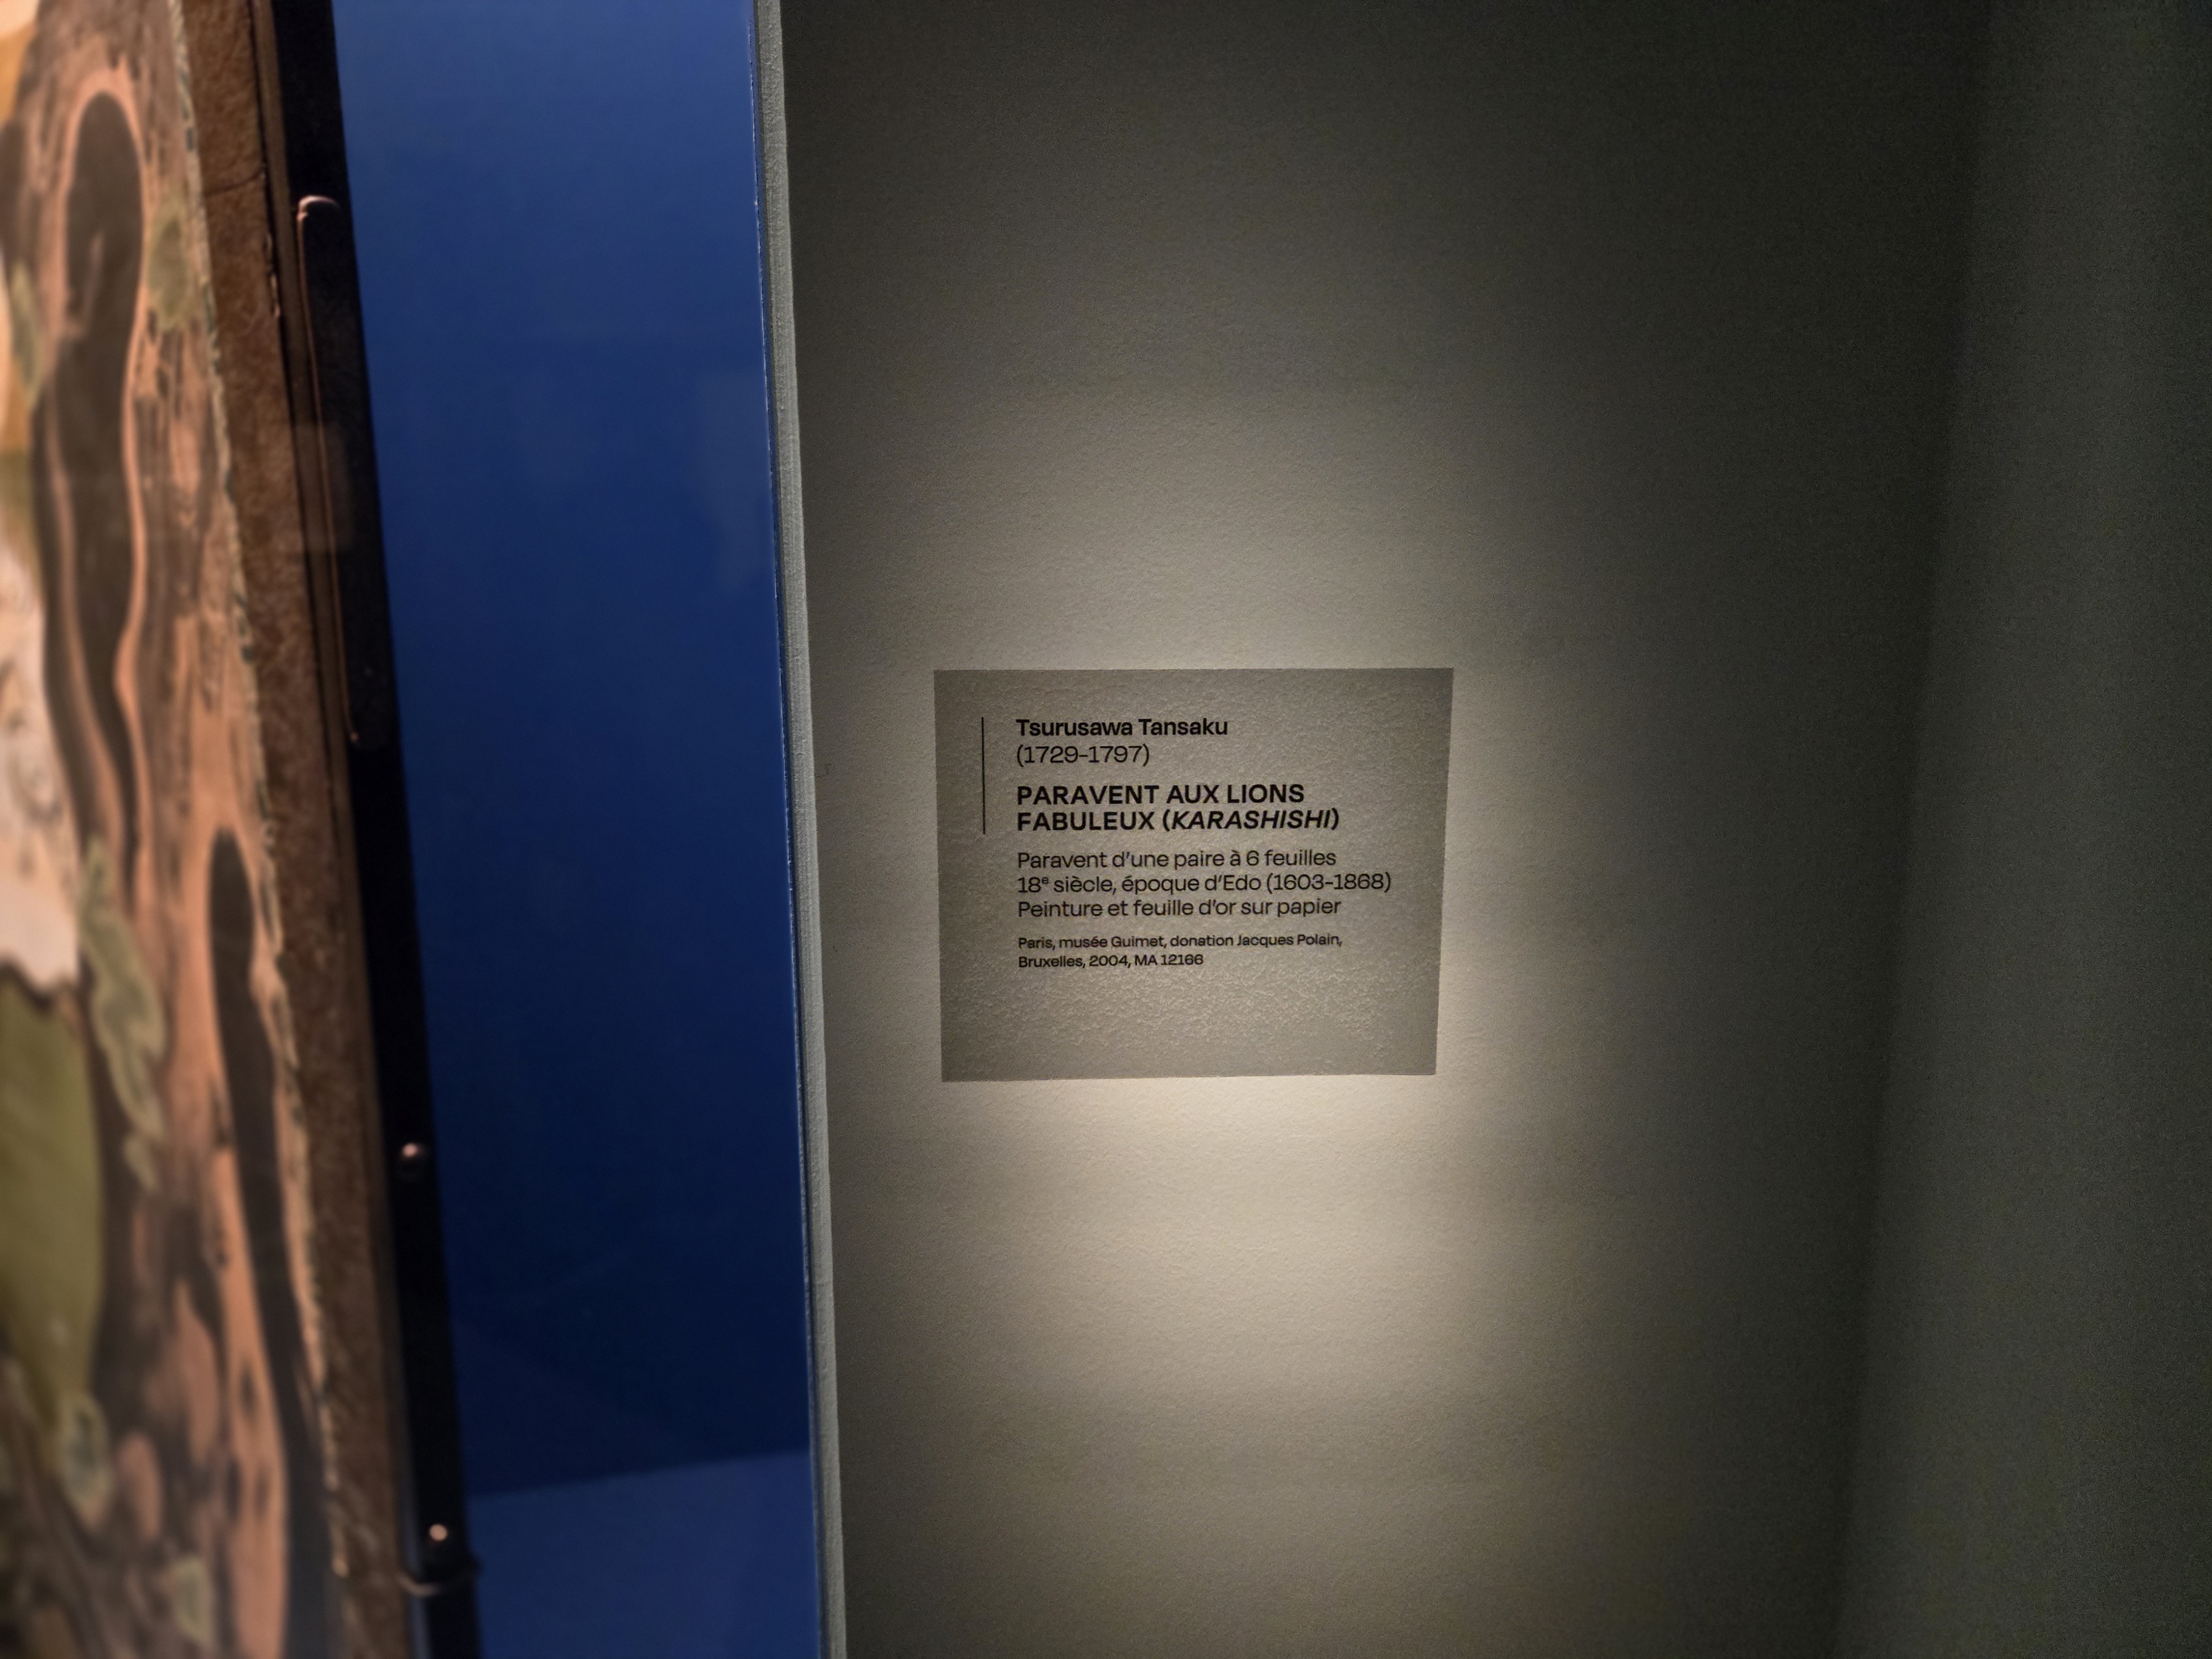 Tsurusawa Tansaku
(1729-1797)
PARAVENT AUX LIONS
FABULEUX (KARASHISHI)
Paravent d'une paire à 6 feuilles
18e siècle, époque d'Edo (1603-1868)
Peinture et feuille d'or sur papier
Paris, musée Guimet, donation Jacques Polain,
Bruxelles, 2004, MA 12166